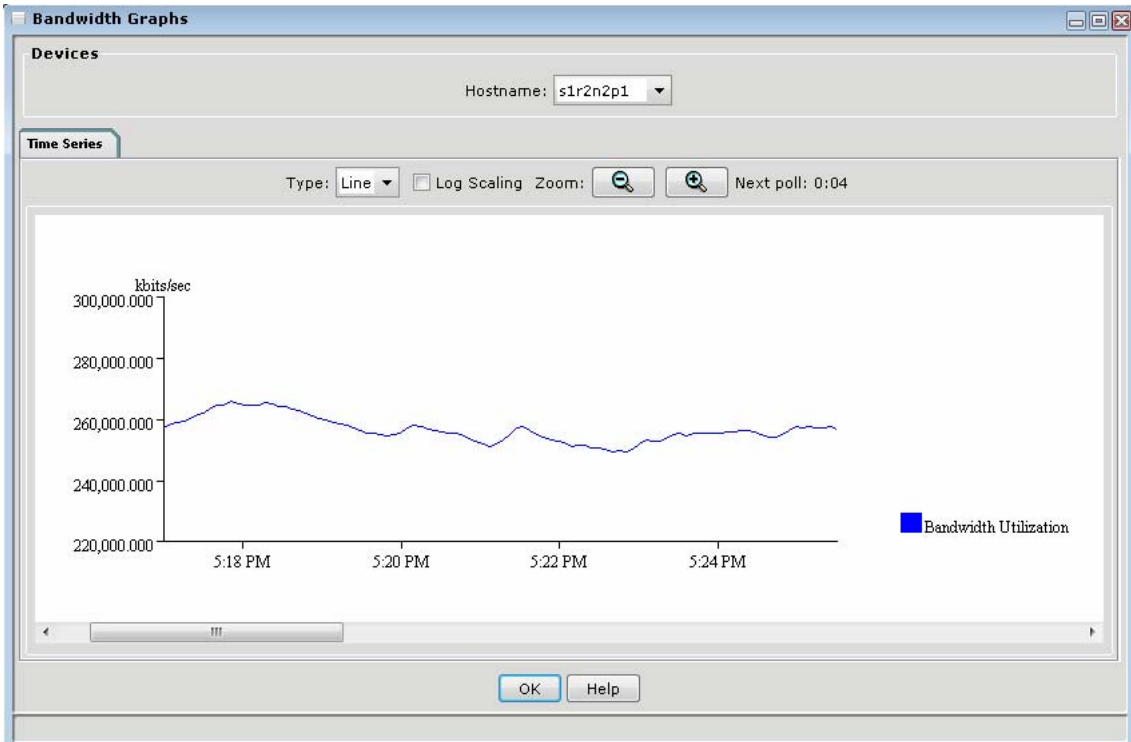 Bandwidth Graphs
Devices
Hostname: s1r2n2p1
Time Series
Type: Line Log Scaling Zoom: Next poll: 0:04
kbits/sec
300,000.000
280,000.000
260,000.000
240,000.000
220,000.000
5:18 PM 5:20 PM 5:22 PM 5:24 PM
Bandwidth Utilization
OK Help